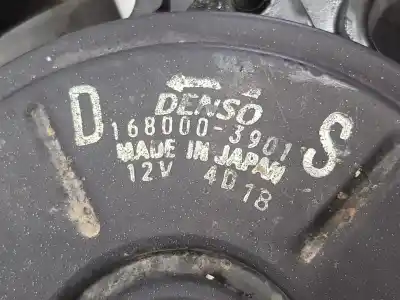 DENSO
D 168000-3901 S
MADE IN JAPAN
12V 4D18